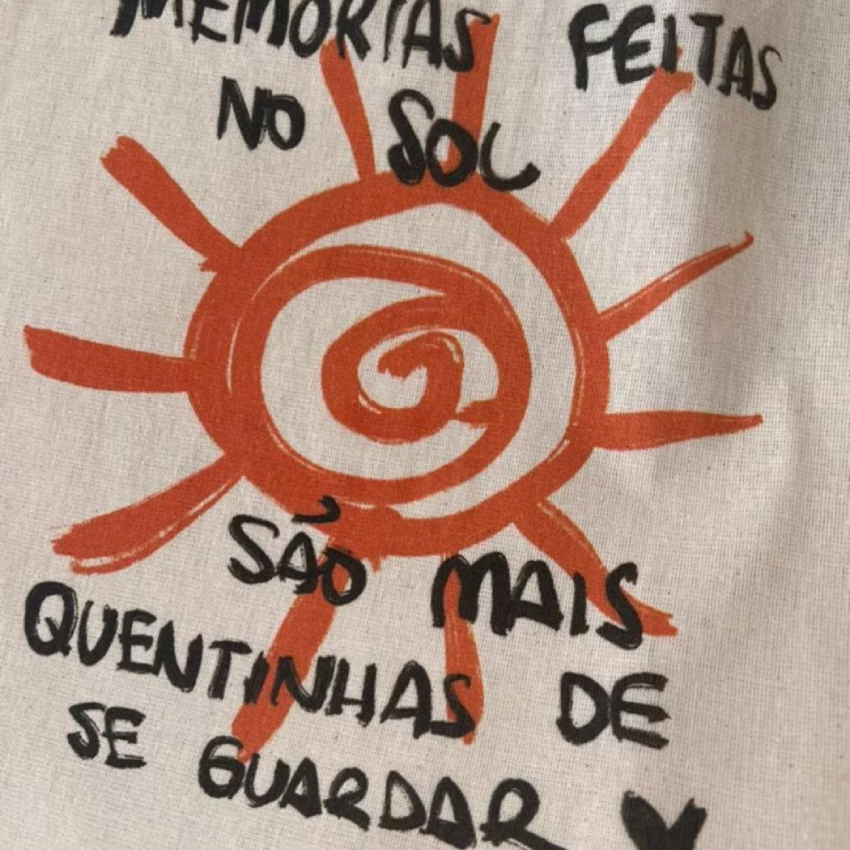 MEMÓRIAS FEITAS
NO SOL
SÃO MAIS
QUENTINHAS DE
SE GUARDAR